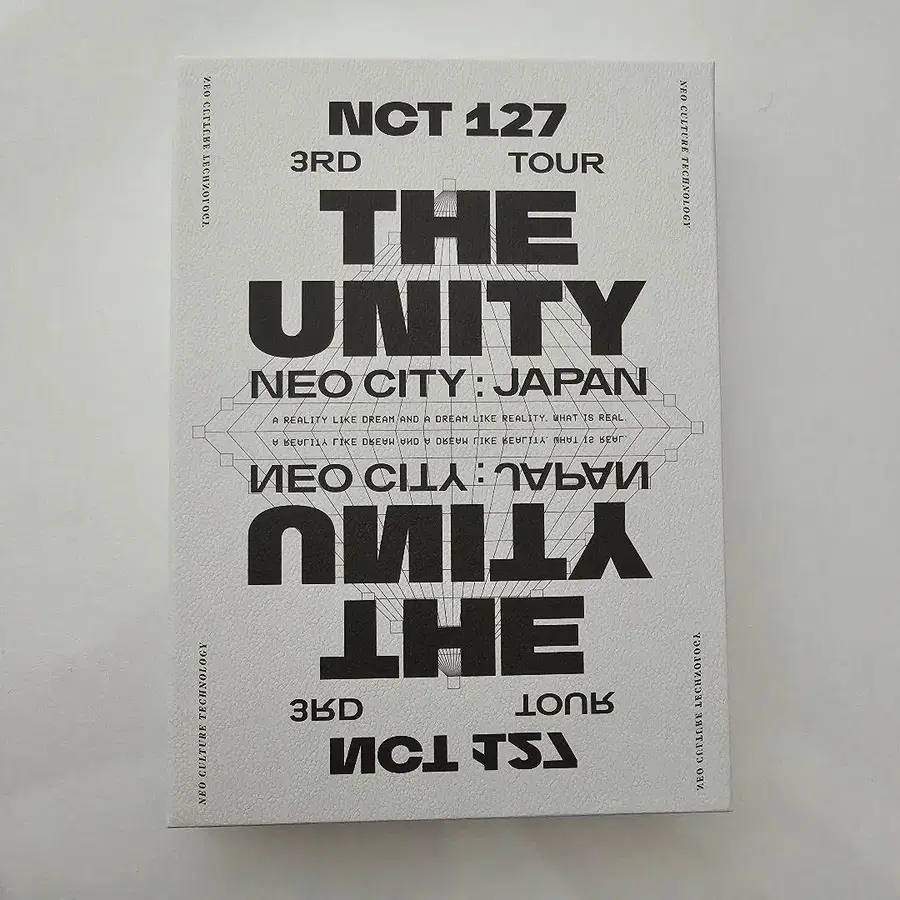 NCT 127
3RD TOUR
THE
UNITY
NEO CITY : JAPAN
A REALITY LIKE DREAM AND A DREAM LIKE REALITY. WHAT IS REAL.
A REALITY LIKE DREAM AND A DREAM LIKE REALITY. WHAT IS REAL.
NEO CITY : JAPAN
UNITY
THE
3RD TOUR
NCT 127
NEO CULTURE TECHNOLOGY
NEO CULTURE TECHNOLOGY
NEO CULTURE TECHNOLOGY
NEO CULTURE TECHNOLOGY